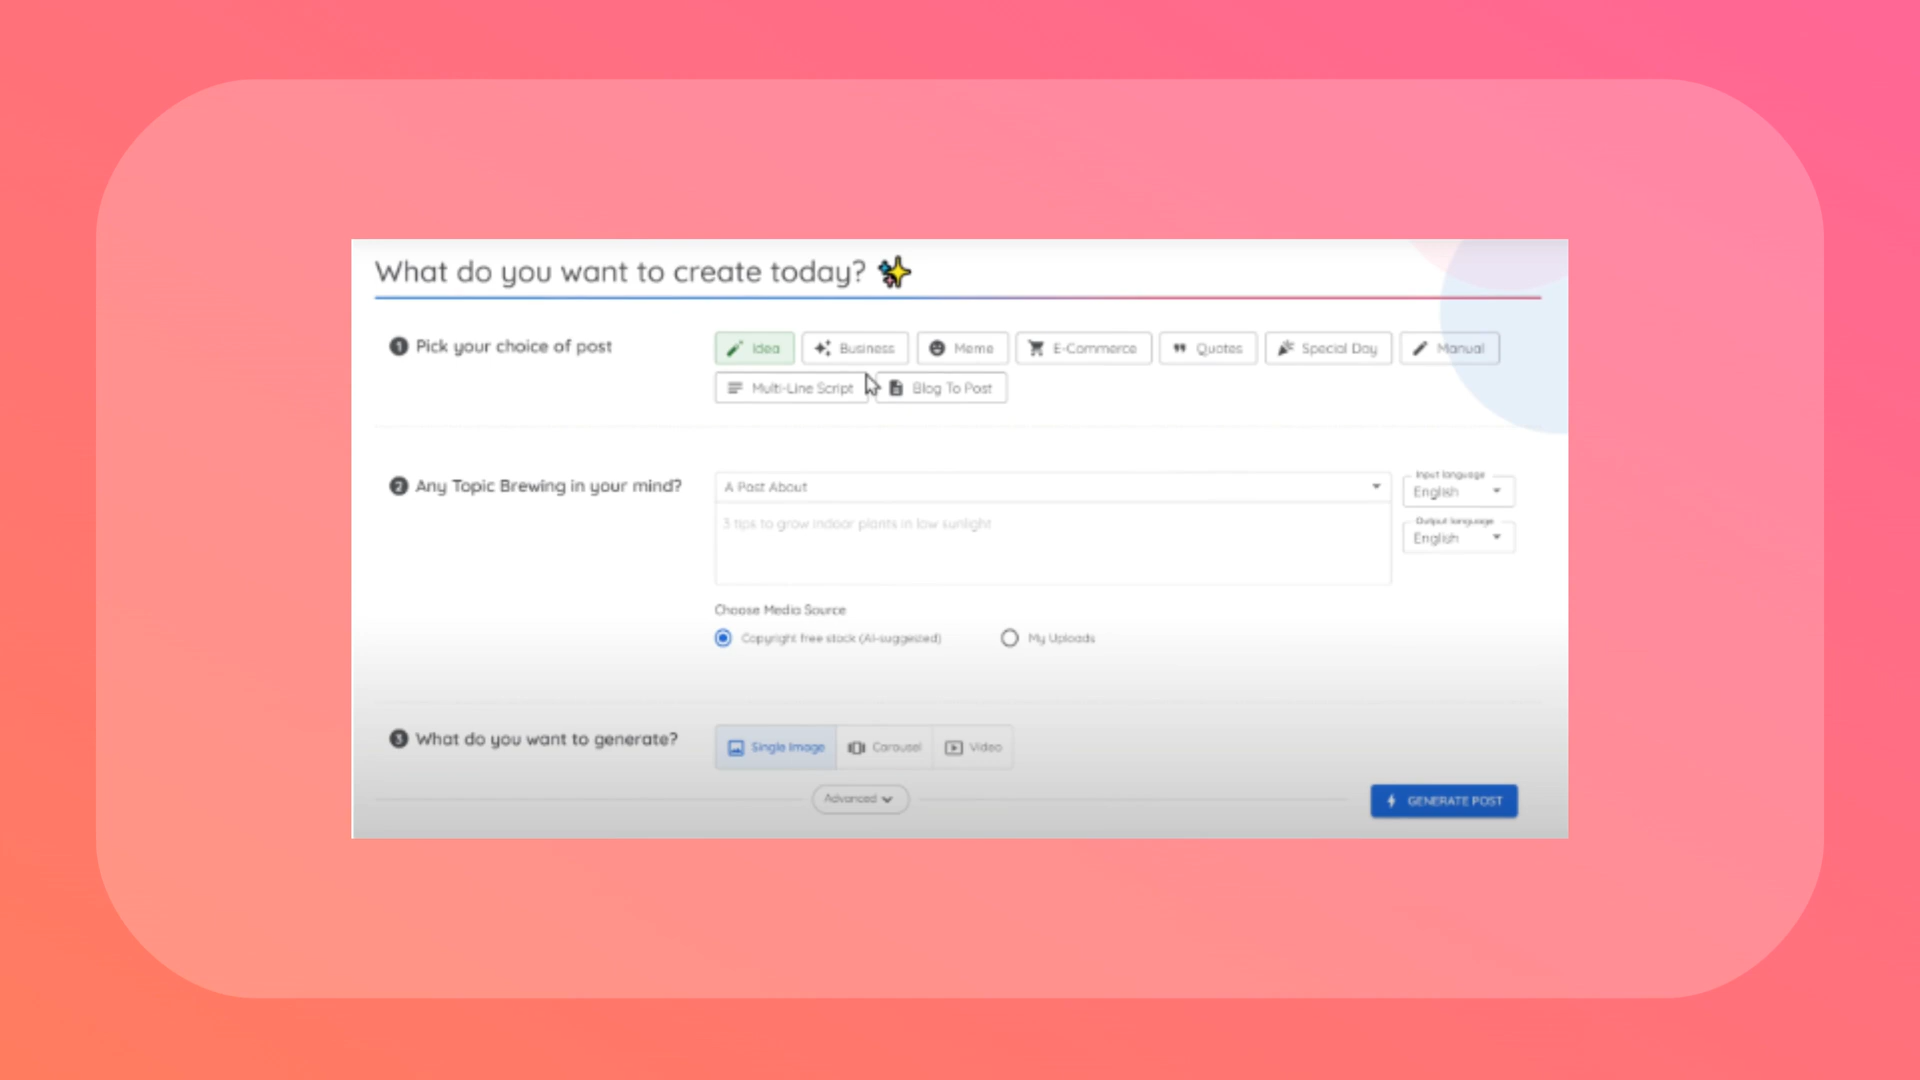 What do you want to create today? ✨
1 Pick your choice of post
Idea Business Meme E-Commerce Quotes Special Day Manual
Multi-Line Script Blog To Post
2 Any Topic Brewing in your mind?
A Post About
3 tips to grow indoor plants in low sunlight
Input language
English
Output language
English
Choose Media Source
Copyright free stock (AI-suggested) My Uploads
3 What do you want to generate?
Single Image Carousel Video
Advanced
GENERATE POST